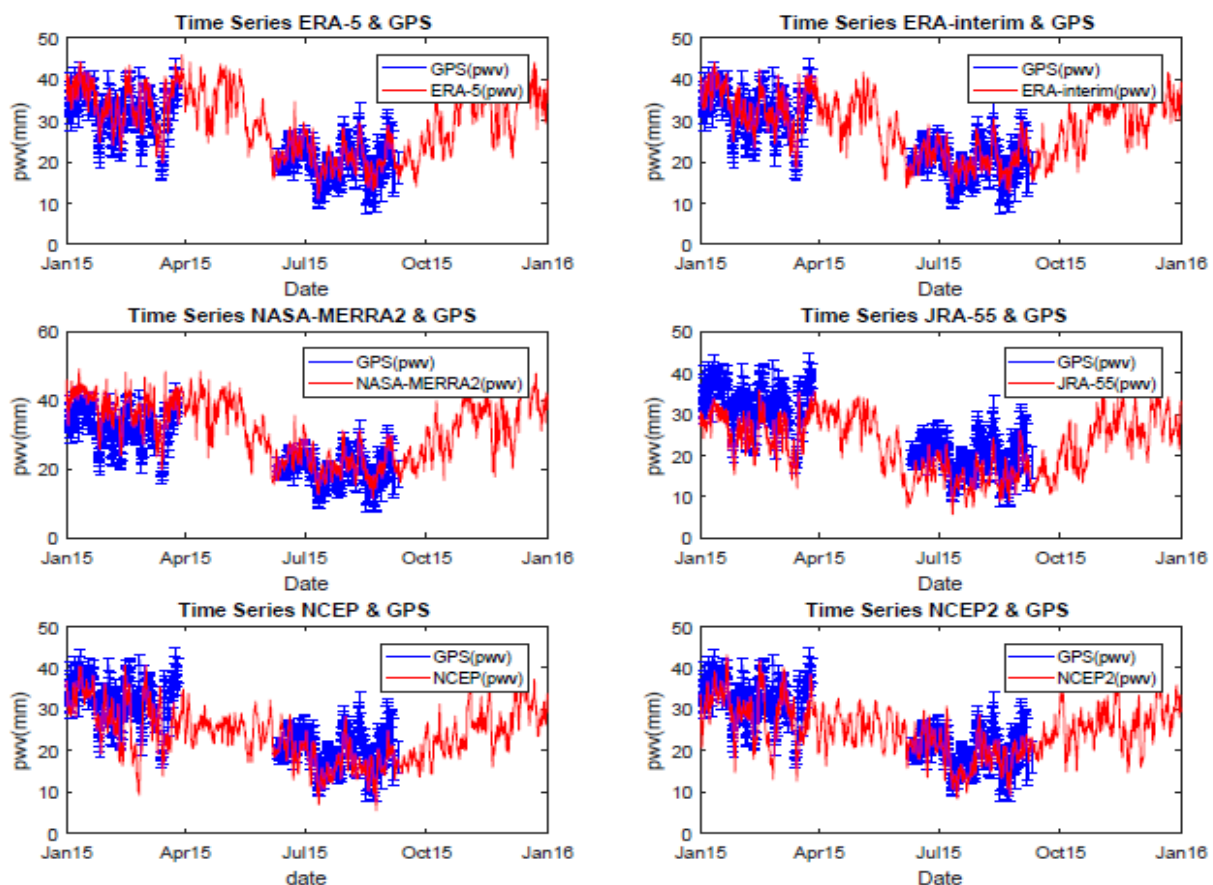 Time Series ERA-5 & GPS
50
40
30
20
10
0
pwv(mm)
GPS(pwv)
ERA-5(pwv)
Jan15 Apr15 Jul15 Oct15 Jan16
Date
Time Series ERA-interim & GPS
50
40
30
20
10
0
pwv(mm)
GPS(pwv)
ERA-interim(pwv)
Jan15 Apr15 Jul15 Oct15 Jan16
Date
Time Series NASA-MERRA2 & GPS
60
40
20
0
pwv(mm)
GPS(pwv)
NASA-MERRA2(pwv)
Jan15 Apr15 Jul15 Oct15 Jan16
Date
Time Series JRA-55 & GPS
50
40
30
20
10
0
pwv(mm)
GPS(pwv)
JRA-55(pwv)
Jan15 Apr15 Jul15 Oct15 Jan16
Date
Time Series NCEP & GPS
50
40
30
20
10
0
pwv(mm)
GPS(pwv)
NCEP(pwv)
Jan15 Apr15 Jul15 Oct15 Jan16
date
Time Series NCEP2 & GPS
50
40
30
20
10
0
pwv(mm)
GPS(pwv)
NCEP2(pwv)
Jan15 Apr15 Jul15 Oct15 Jan16
Date